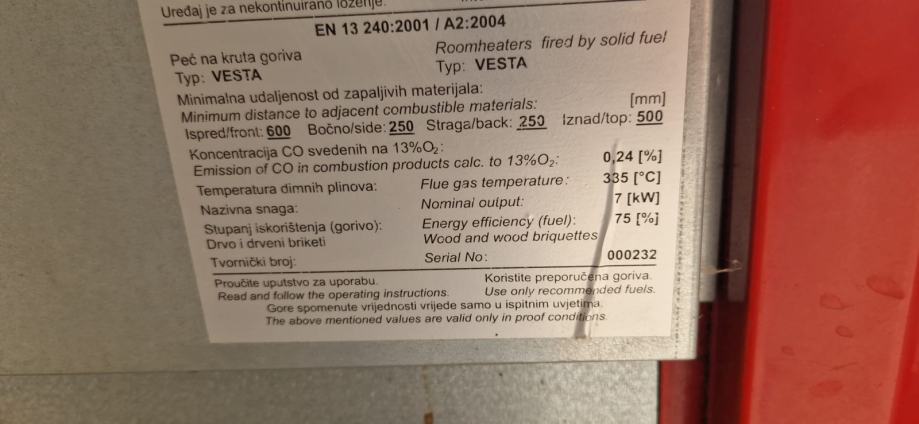 Uređaj je za nekontinuirano loženje.
EN 13 240:2001 / A2:2004
Peć na kruta goriva Roomheaters fired by solid fuel
Typ: VESTA Typ: VESTA
Minimalna udaljenost od zapaljivih materijala:
Minimum distance to adjacent combustible materials: [mm]
Ispred/front: 600 Bočno/side: 250 Straga/back: 250 Iznad/top: 500
Koncentracija CO svedenih na 13%O₂:
Emission of CO in combustion products calc. to 13%O₂: 0,24 [%]
Temperatura dimnih plinova: Flue gas temperature: 335 [°C]
Nazivna snaga: Nominal output: 7 [kW]
Stupanj iskorištenja (gorivo): Energy efficiency (fuel): 75 [%]
Drvo i drveni briketi Wood and wood briquettes
Tvornički broj: Serial No: 000232
Proučite uputstvo za uporabu. Koristite preporučena goriva.
Read and follow the operating instructions. Use only recommended fuels.
Gore spomenute vrijednosti vrijede samo u ispitnim uvjetima.
The above mentioned values are valid only in proof conditions.